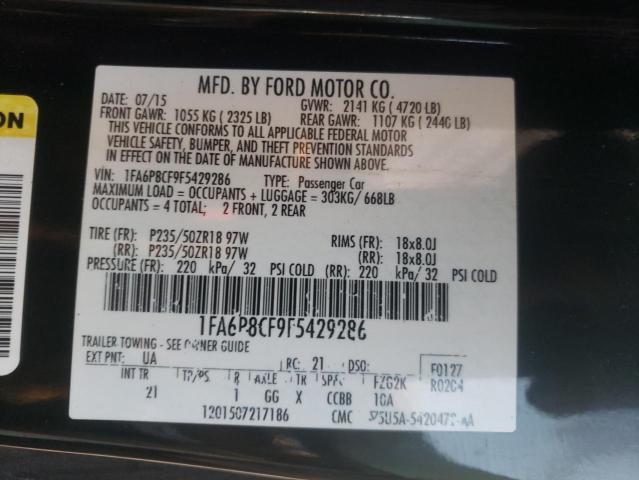 ON
MFD. BY FORD MOTOR CO.
DATE: 07/15 GVWR: 2141 KG ( 4720 LB)
FRONT GAWR: 1055 KG ( 2325 LB) REAR GAWR: 1107 KG ( 2440 LB)
THIS VEHICLE CONFORMS TO ALL APPLICABLE FEDERAL MOTOR
VEHICLE SAFETY, BUMPER, AND THEFT PREVENTION STANDARDS
IN EFFECT ON THE DATE OF MANUFACTURE SHOWN ABOVE.
VIN: 1FA6P8CF9F5429286 TYPE: Passenger Car
MAXIMUM LOAD = OCCUPANTS + LUGGAGE = 303KG/ 668LB
OCCUPANTS = 4 TOTAL; 2 FRONT, 2 REAR
TIRE (FR): P235/50ZR18 97W RIMS (FR): 18x8.0J
(RR): P235/50ZR18 97W (RR): 18x8.0J
PRESSURE (FR): 220 kPa/ 32 PSI COLD (RR): 220 kPa/ 32 PSI COLD
1FA6P8CF9F5429286
TRAILER TOWING – SEE OWNER GUIDE
EXT PNT: UA RC: 21 DSO: F0127
INT TR TP/PS R AXLE TR SPR FZG2K R02C4
21 1 GG X CCBB 10A
1201507217186 CMC